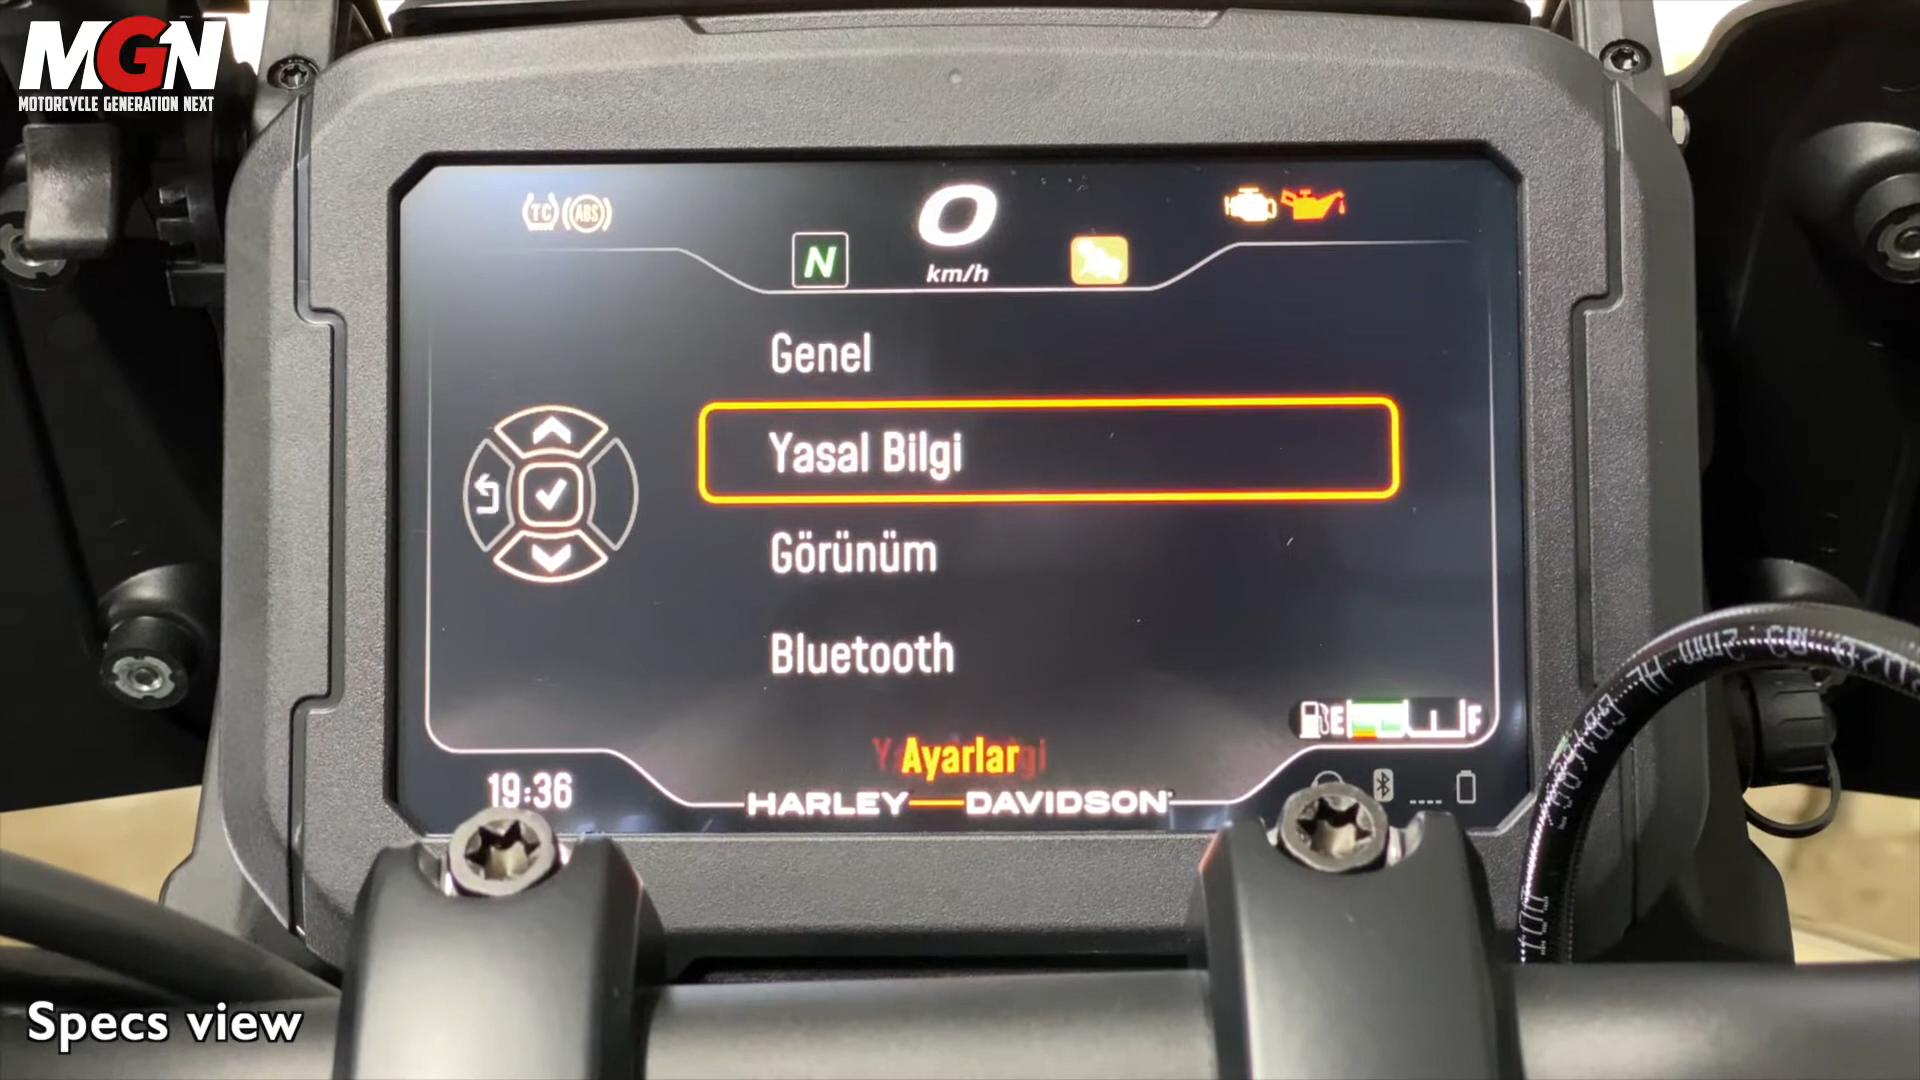 MGN
MOTORCYCLE GENERATION NEXT
TC
ABS
0
km/h
N
Genel
Yasal Bilgi
Görünüm
Bluetooth
E F
Ayarlar
19:36
HARLEY-DAVIDSON
Specs view